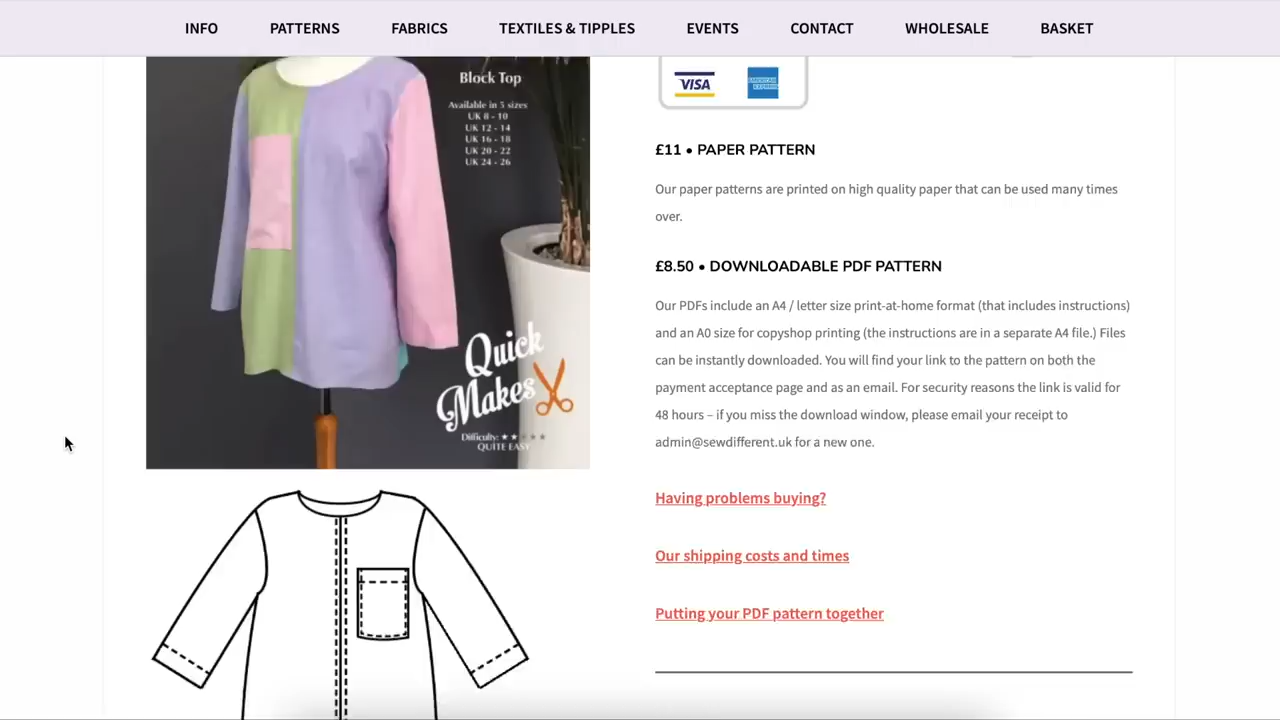 INFO PATTERNS FABRICS TEXTILES & TIPPLES EVENTS CONTACT WHOLESALE BASKET
Block Top
Available in 5 sizes
UK 8 - 10
UK 12 - 14
UK 16 - 18
UK 20 - 22
UK 24 - 26
Quick
Makes
Difficulty: ★★★★★
QUITE EASY
VISA AMERICAN EXPRESS
£11 • PAPER PATTERN
Our paper patterns are printed on high quality paper that can be used many times
over.
£8.50 • DOWNLOADABLE PDF PATTERN
Our PDFs include an A4 / letter size print-at-home format (that includes instructions)
and an A0 size for copyshop printing (the instructions are in a separate A4 file.) Files
can be instantly downloaded. You will find your link to the pattern on both the
payment acceptance page and as an email. For security reasons the link is valid for
48 hours – if you miss the download window, please email your receipt to
admin@sewdifferent.uk for a new one.
Having problems buying?
Our shipping costs and times
Putting your PDF pattern together